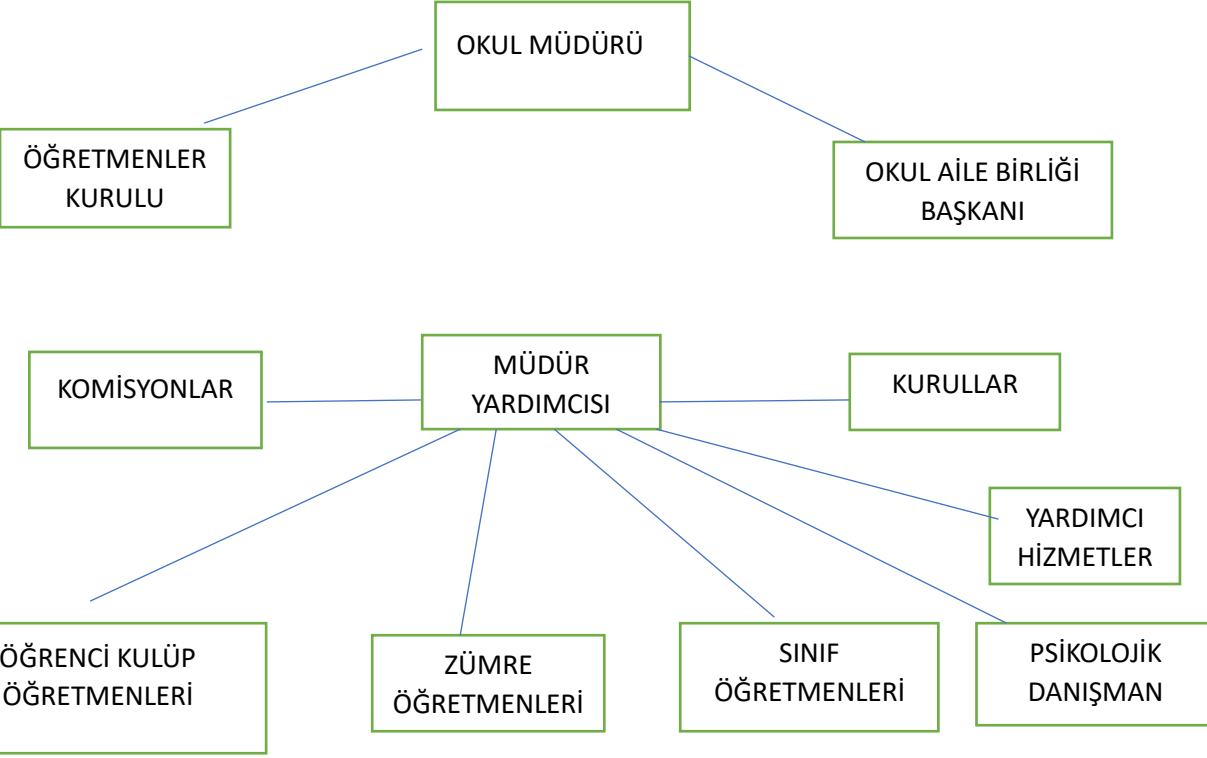 OKUL MÜDÜRÜ
ÖĞRETMENLER
KURULU
OKUL AİLE BİRLİĞİ
BAŞKANI
KOMİSYONLAR
MÜDÜR
YARDIMCISI
KURULLAR
YARDIMCI
HİZMETLER
ÖĞRENCİ KULÜP
ÖĞRETMENLERİ
ZÜMRE
ÖĞRETMENLERİ
SINIF
ÖĞRETMENLERİ
PSİKOLOJİK
DANIŞMAN